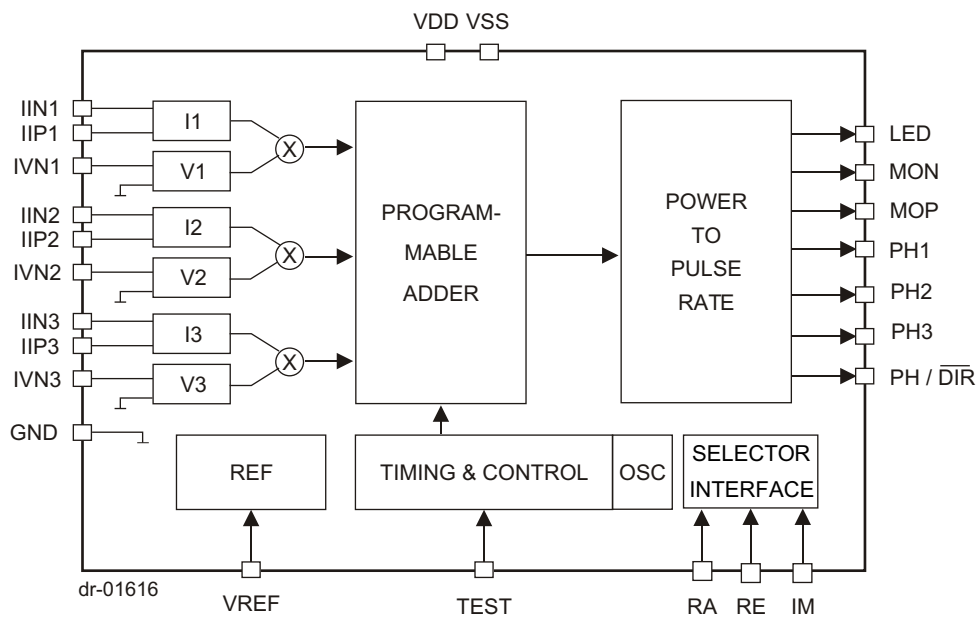 VDD VSS
IIN1
IIP1
IVN1
IIN2
IIP2
IVN2
IIN3
IIP3
IVN3
GND
I1
V1
X
I2
V2
X
I3
V3
X
PROGRAM-
MABLE
ADDER
POWER
TO
PULSE
RATE
LED
MON
MOP
PH1
PH2
PH3
PH / DIR
REF
TIMING & CONTROL
OSC
SELECTOR
INTERFACE
dr-01616
VREF
TEST
RA
RE
IM